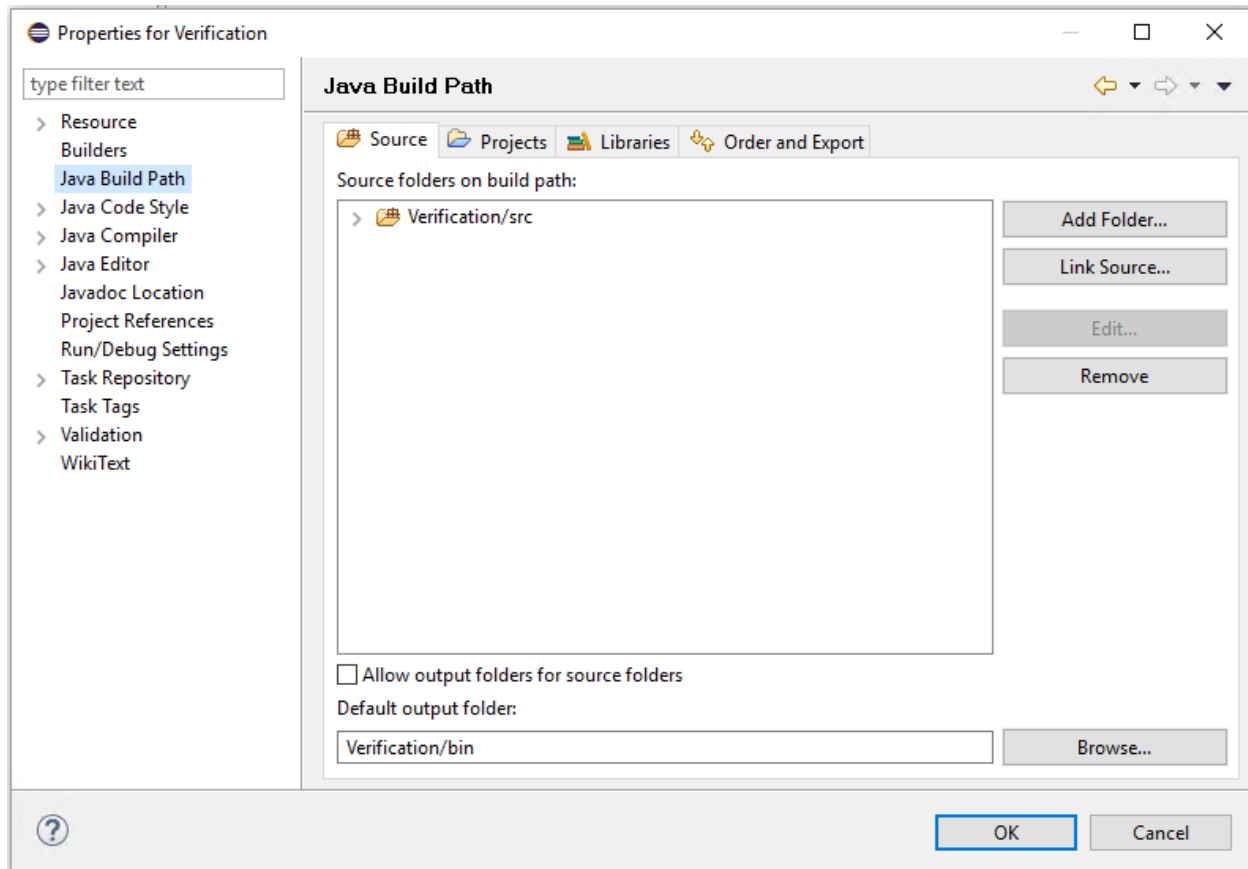 Properties for Verification
type filter text
Resource
Builders
Java Build Path
Java Code Style
Java Compiler
Java Editor
Javadoc Location
Project References
Run/Debug Settings
Task Repository
Task Tags
Validation
WikiText
Java Build Path
Source Projects Libraries Order and Export
Source folders on build path:
Verification/src
Add Folder...
Link Source...
Edit...
Remove
Allow output folders for source folders
Default output folder:
Verification/bin
Browse...
?
OK Cancel